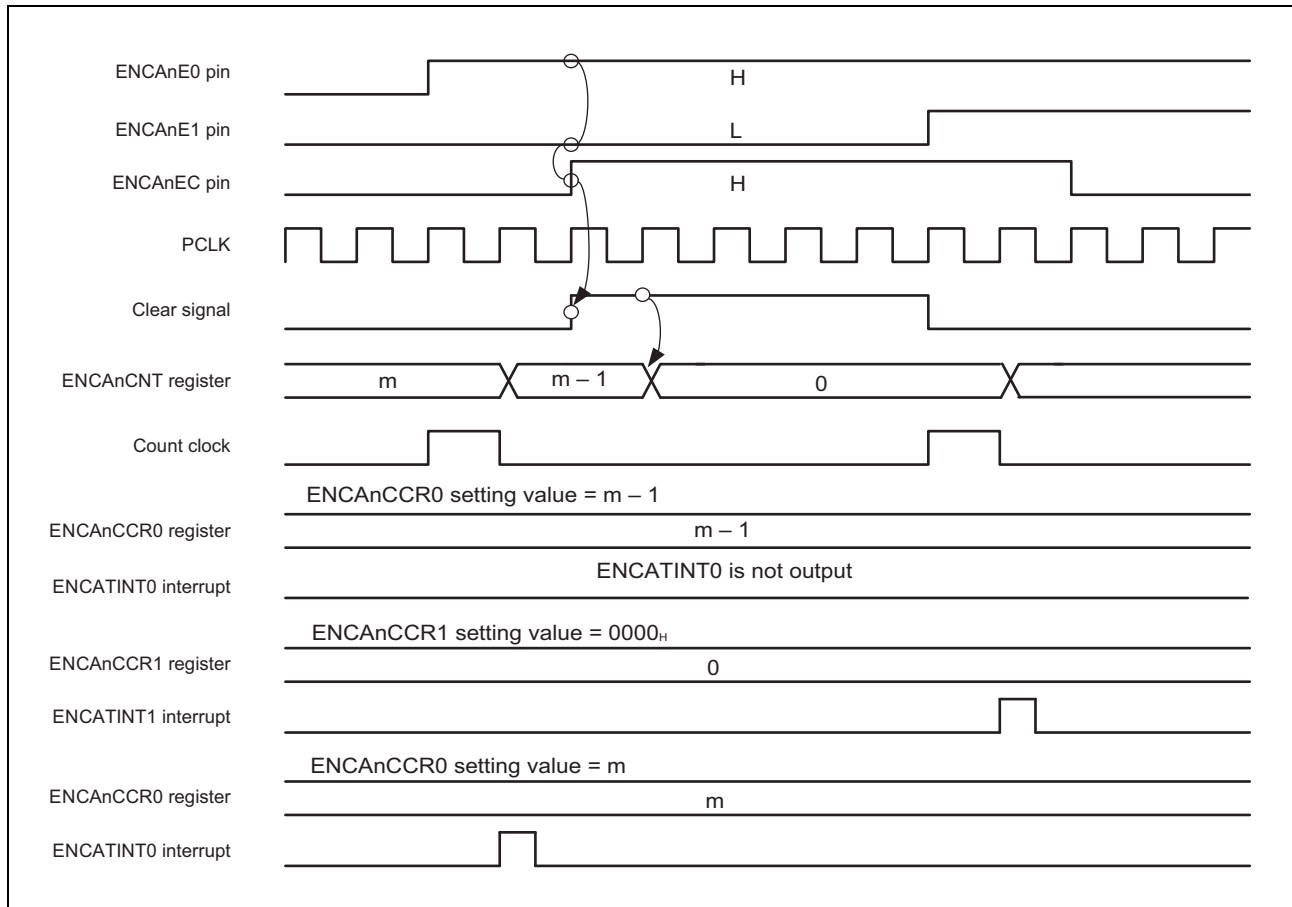 ENCAnE0 pin
H
ENCAnE1 pin
L
ENCAnEC pin
H
PCLK
Clear signal
ENCAnCNT register
m
m – 1
0
Count clock
ENCAnCCR0 setting value = m – 1
ENCAnCCR0 register
m – 1
ENCATINT0 interrupt
ENCATINT0 is not output
ENCAnCCR1 setting value = 0000H
ENCAnCCR1 register
0
ENCATINT1 interrupt
ENCAnCCR0 setting value = m
ENCAnCCR0 register
m
ENCATINT0 interrupt